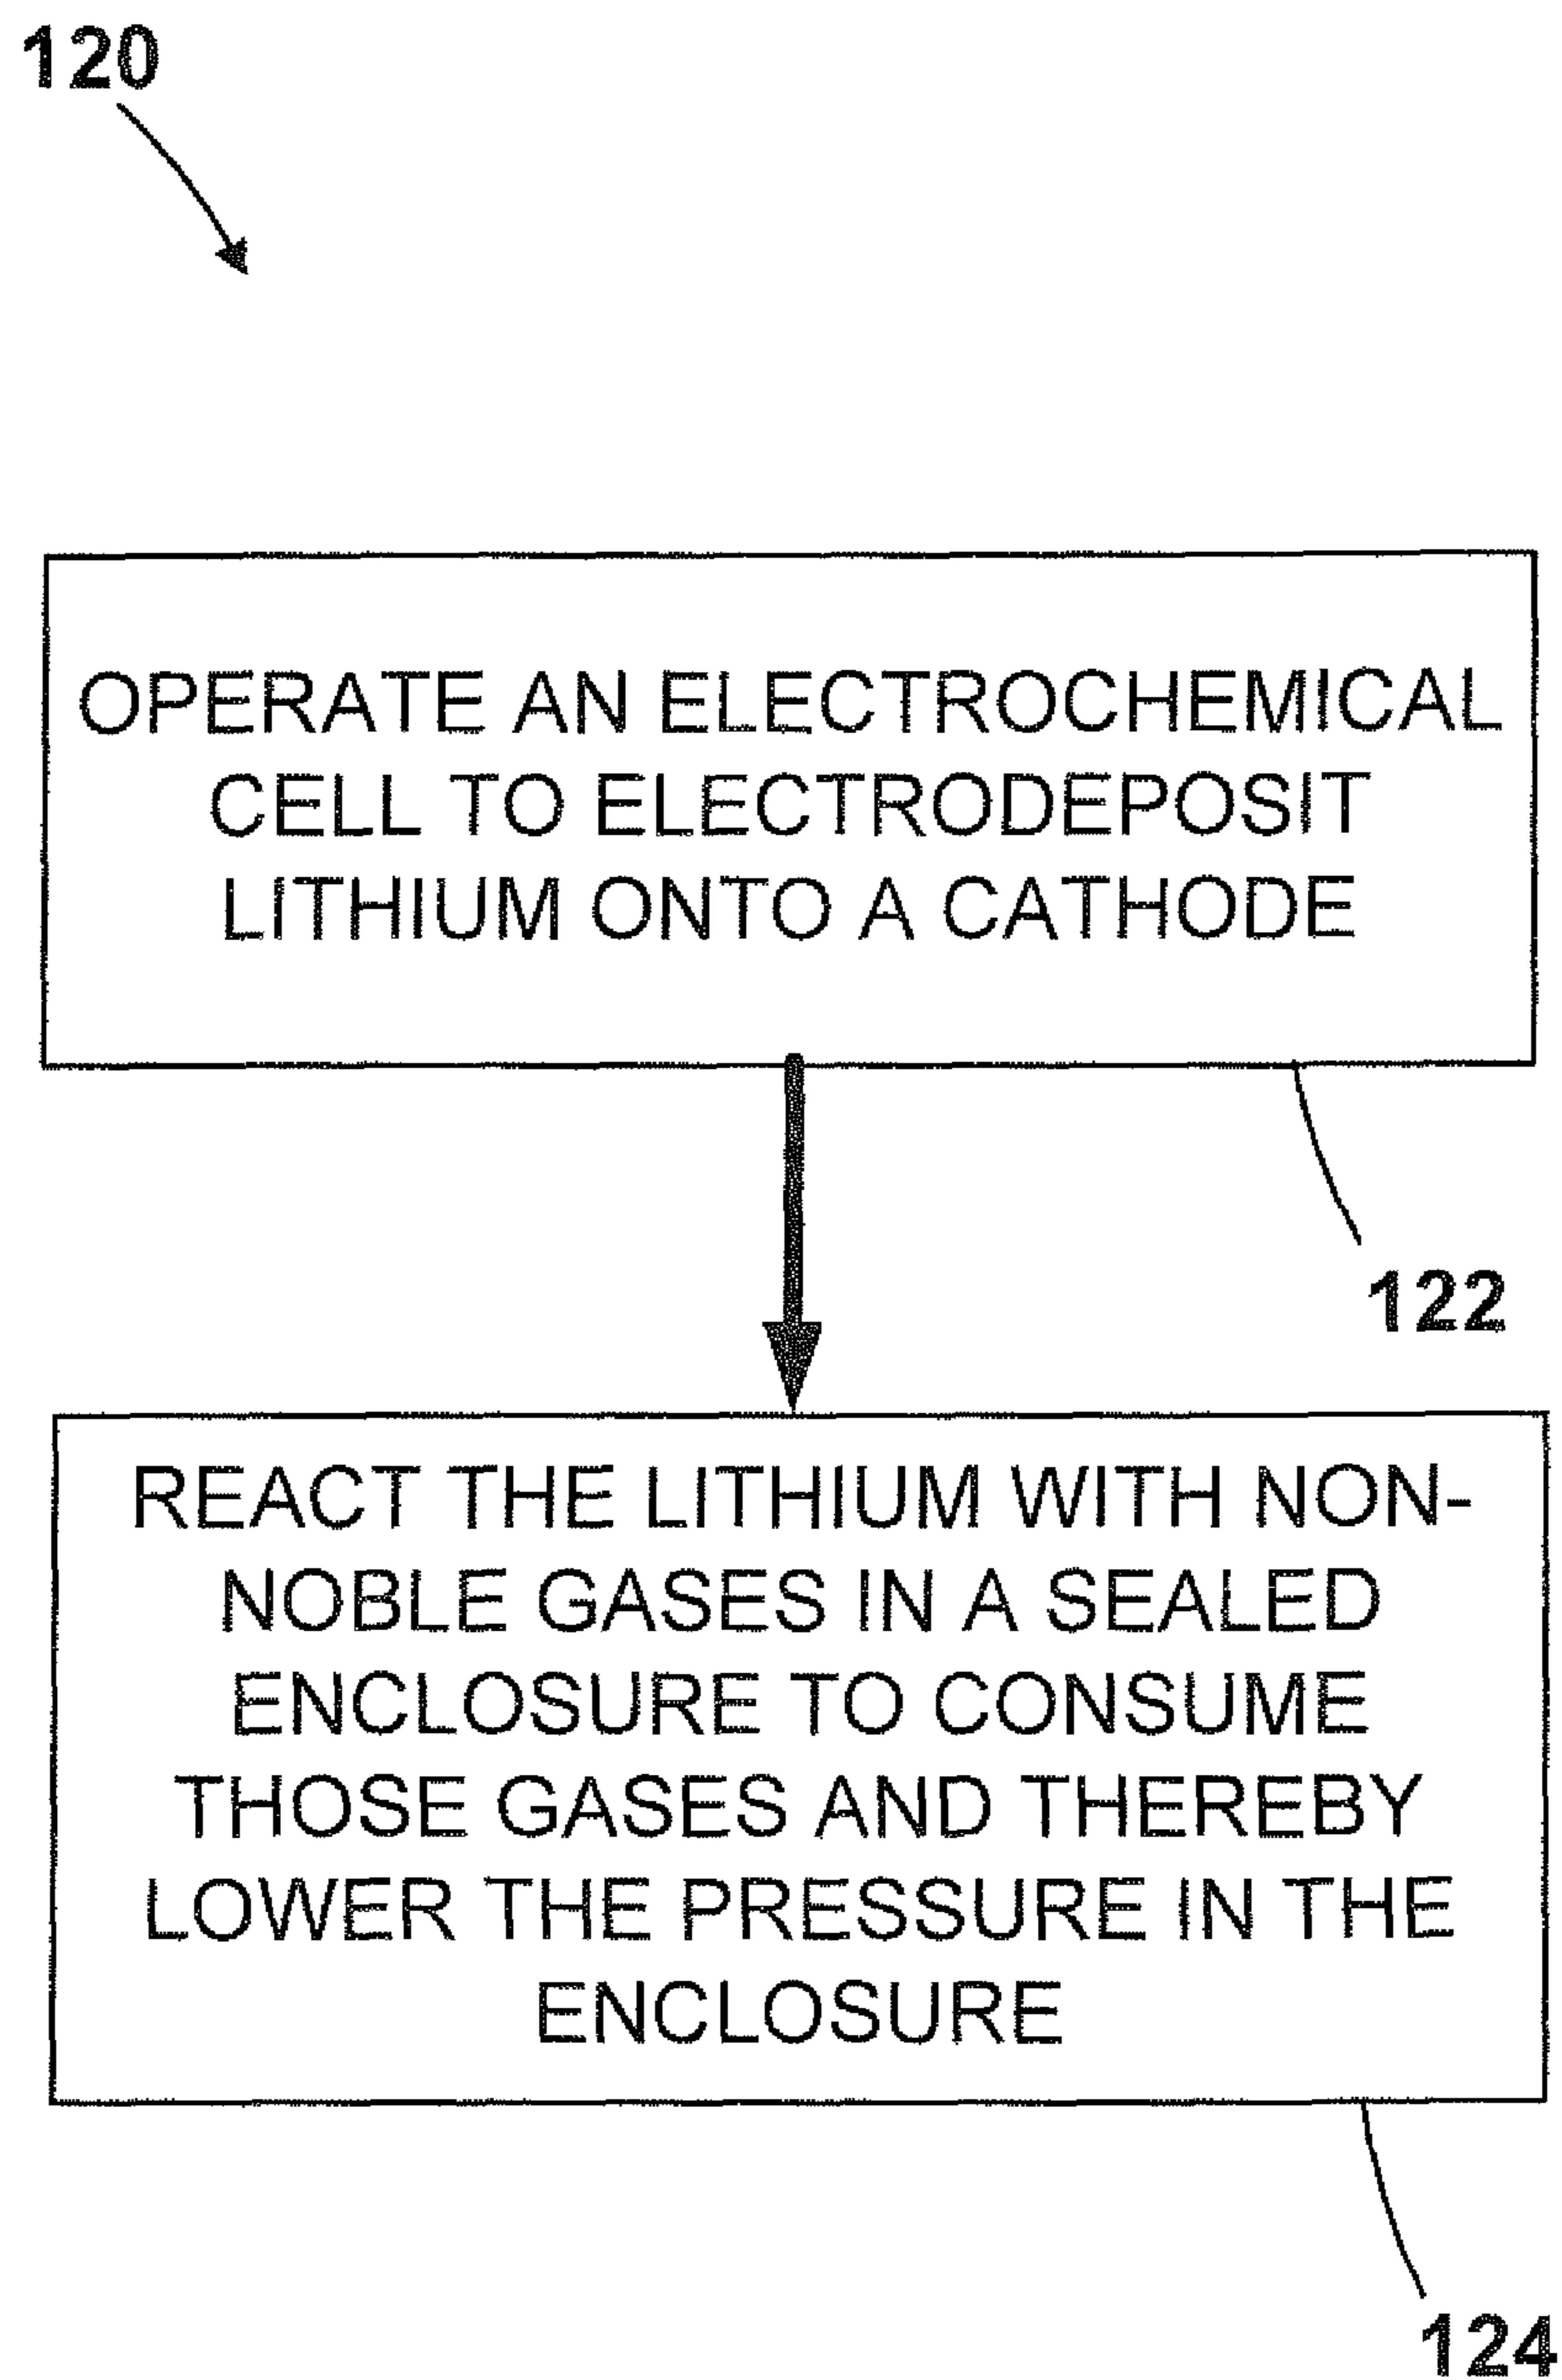 120
OPERATE AN ELECTROCHEMICAL
CELL TO ELECTRODEPOSIT
LITHIUM ONTO A CATHODE
122
REACT THE LITHIUM WITH NON-
NOBLE GASES IN A SEALED
ENCLOSURE TO CONSUME
THOSE GASES AND THEREBY
LOWER THE PRESSURE IN THE
ENCLOSURE
124